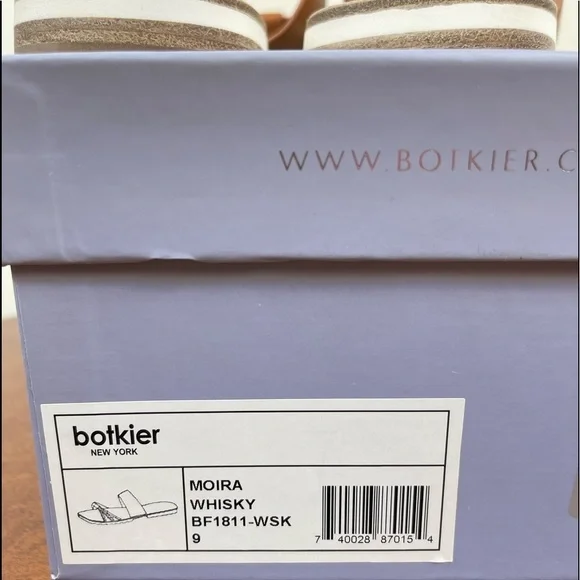 WWW.BOTKIER.C
botkier
NEW YORK
MOIRA
WHISKY
BF1811-WSK
9
7 40028 87015 4